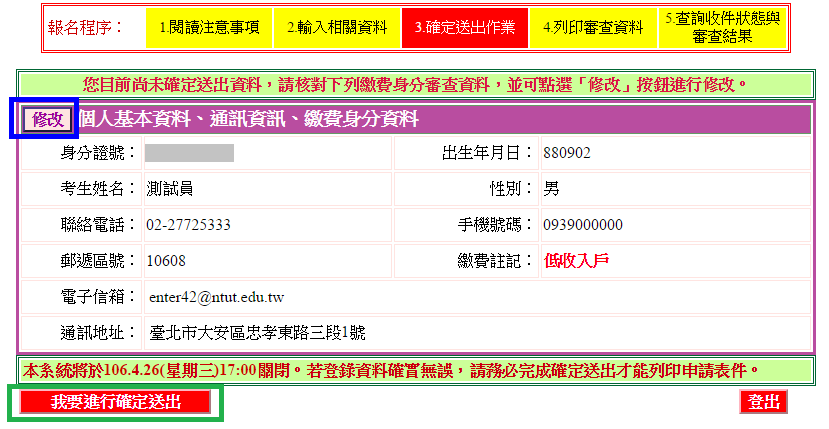 報名程序： 1.閱讀注意事項 2.輸入相關資料 3.確定送出作業 4.列印審查資料 5.查詢收件狀態與
審查結果
您目前尚未確定送出資料，請核對下列繳費身分審查資料，並可點選「修改」按鈕進行修改。
修改 個人基本資料、通訊資訊、繳費身分資料
身分證號： 出生年月日： 880902
考生姓名： 測試員 性別： 男
聯絡電話： 02-27725333 手機號碼： 0939000000
郵遞區號： 10608 繳費註記： 低收入戶
電子信箱： enter42@ntut.edu.tw
通訊地址： 臺北市大安區忠孝東路三段1號
本系統將於106.4.26(星期三)17:00關閉。若登錄資料確實無誤，請務必完成確定送出才能列印申請表件。
我要進行確定送出 登出